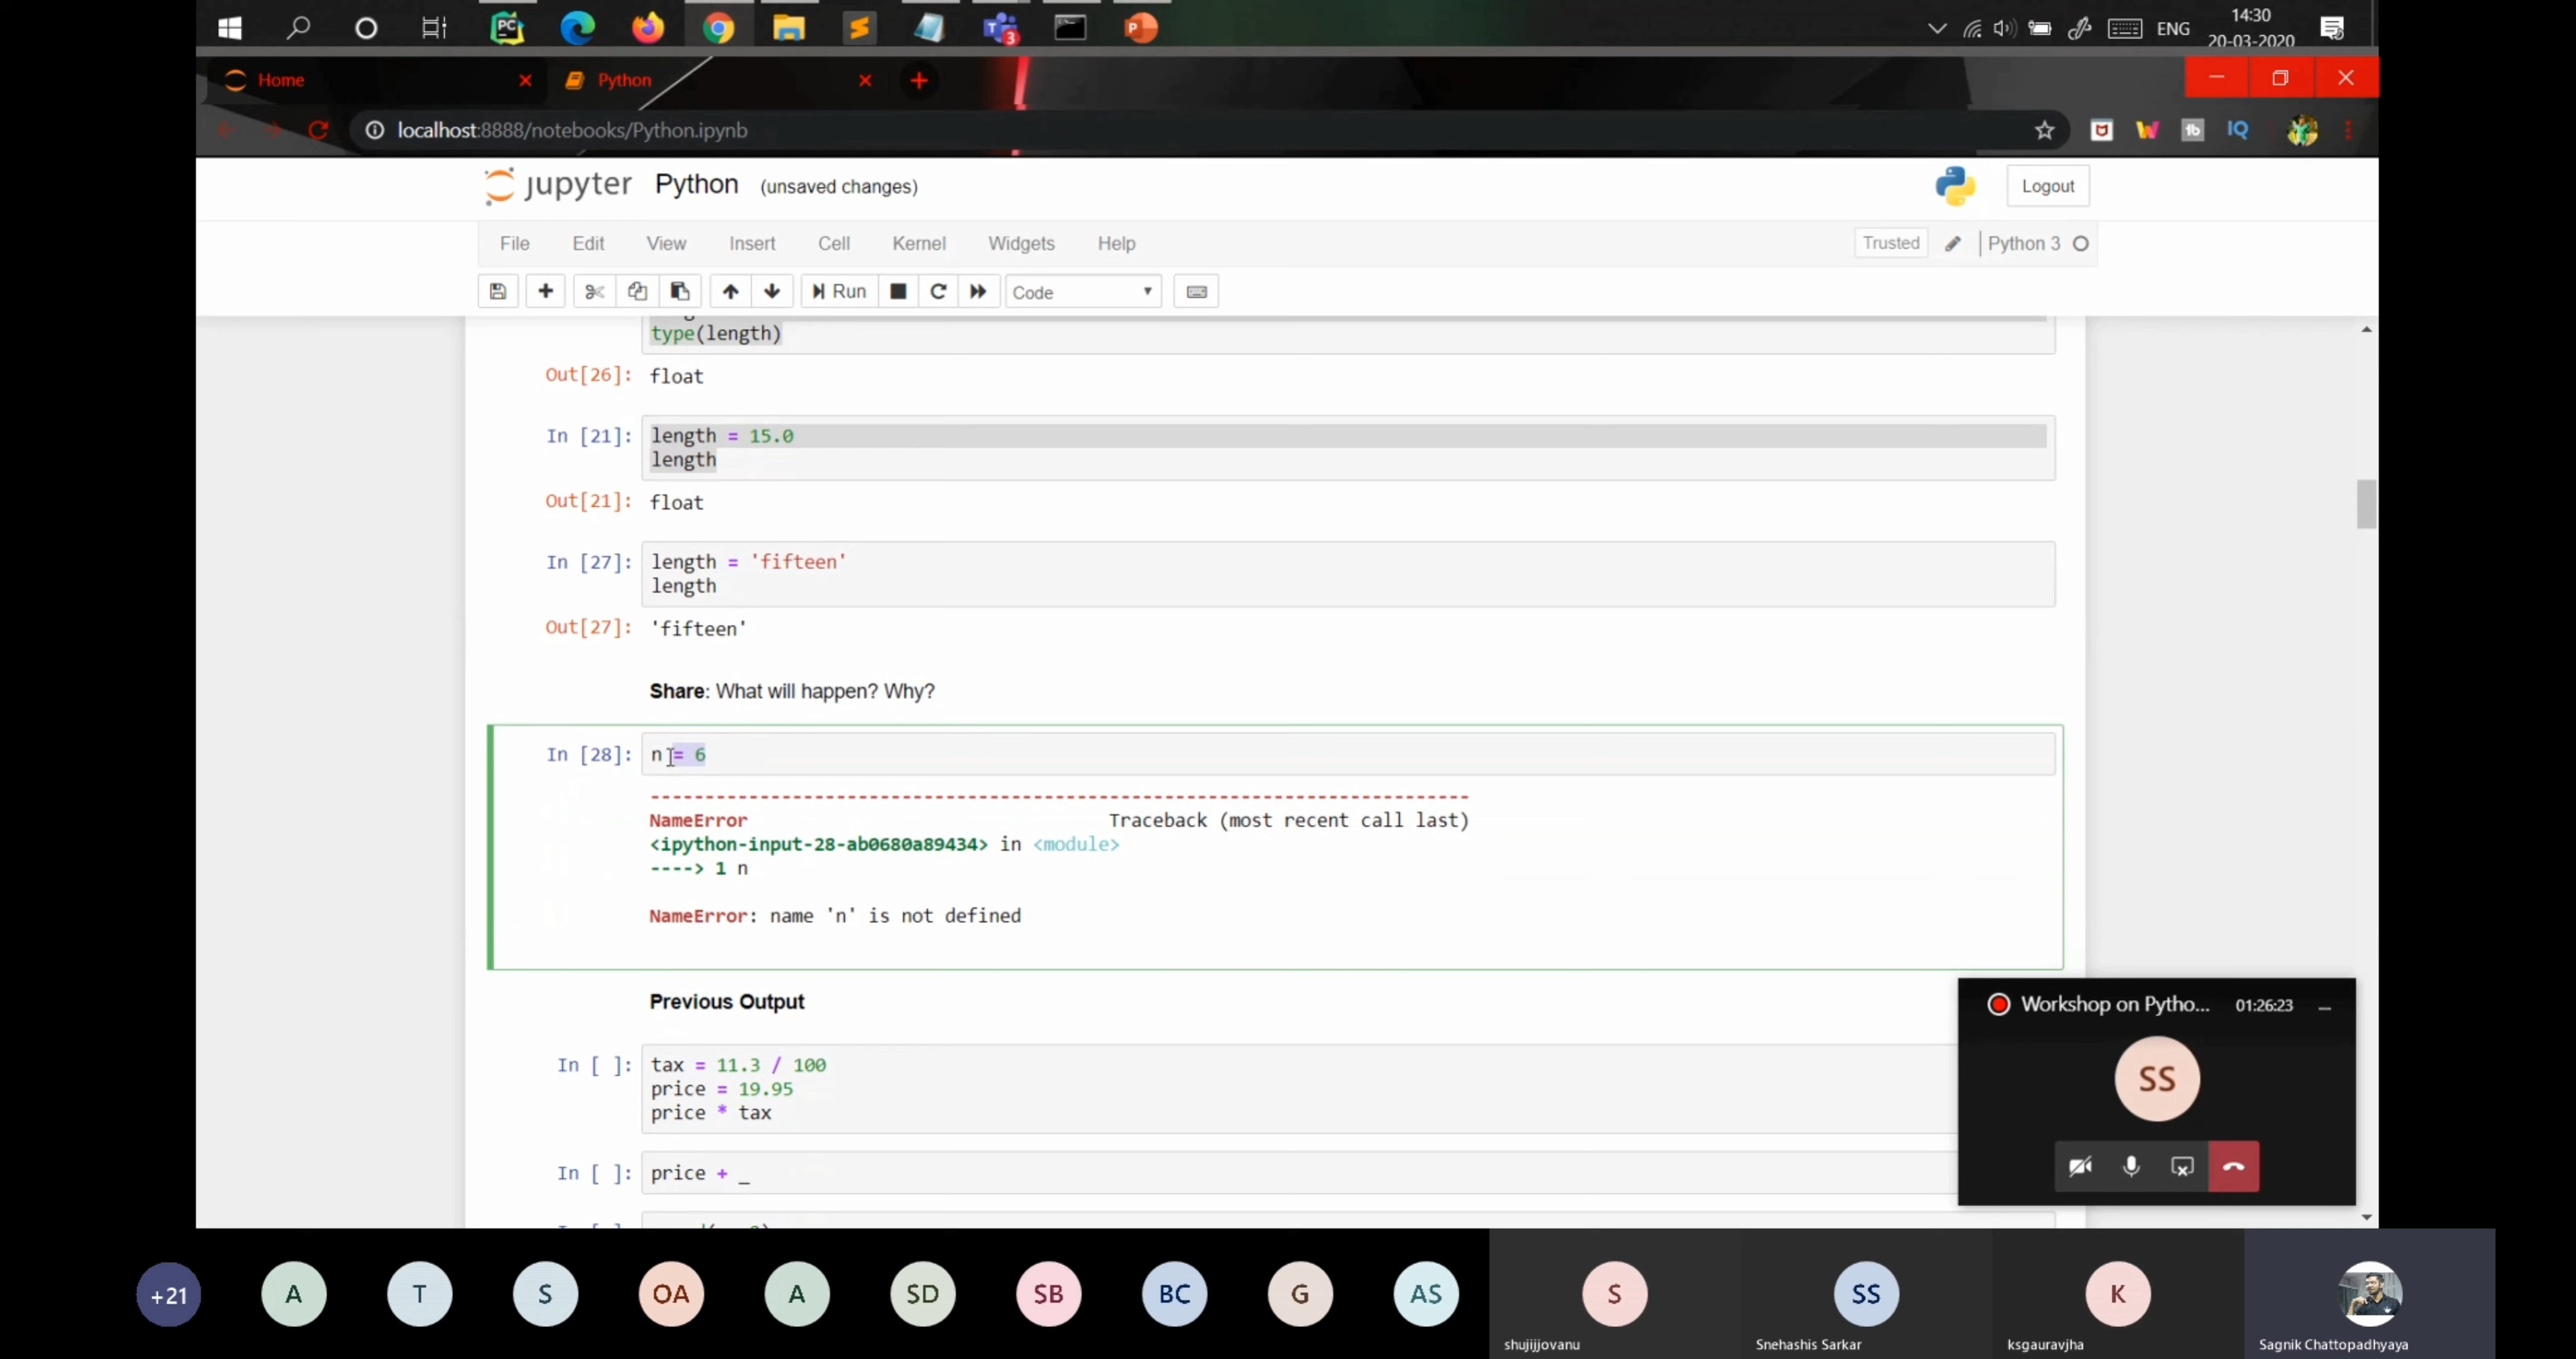 ENG
14:30
20-03-2020
Home
Python
localhost:8888/notebooks/Python.ipynb
jupyter Python (unsaved changes)
Logout
File Edit View Insert Cell Kernel Widgets Help
Trusted Python 3
Run Code
type(length)
Out[26]: float
In [21]: length = 15.0
length
Out[21]: float
In [27]: length = 'fifteen'
length
Out[27]: 'fifteen'
Share: What will happen? Why?
In [28]: n = 6
---------------------------------------------------------------------------
NameError Traceback (most recent call last)
<ipython-input-28-ab0680a89434> in <module>
----> 1 n
NameError: name 'n' is not defined
Previous Output
In [ ]: tax = 11.3 / 100
price = 19.95
price * tax
In [ ]: price + _
Workshop on Pytho... 01:26:23
SS
+21 A T S OA A SD SB BC G AS S SS K
shujijjovanu Snehashis Sarkar ksgauravjha Sagnik Chattopadhyaya